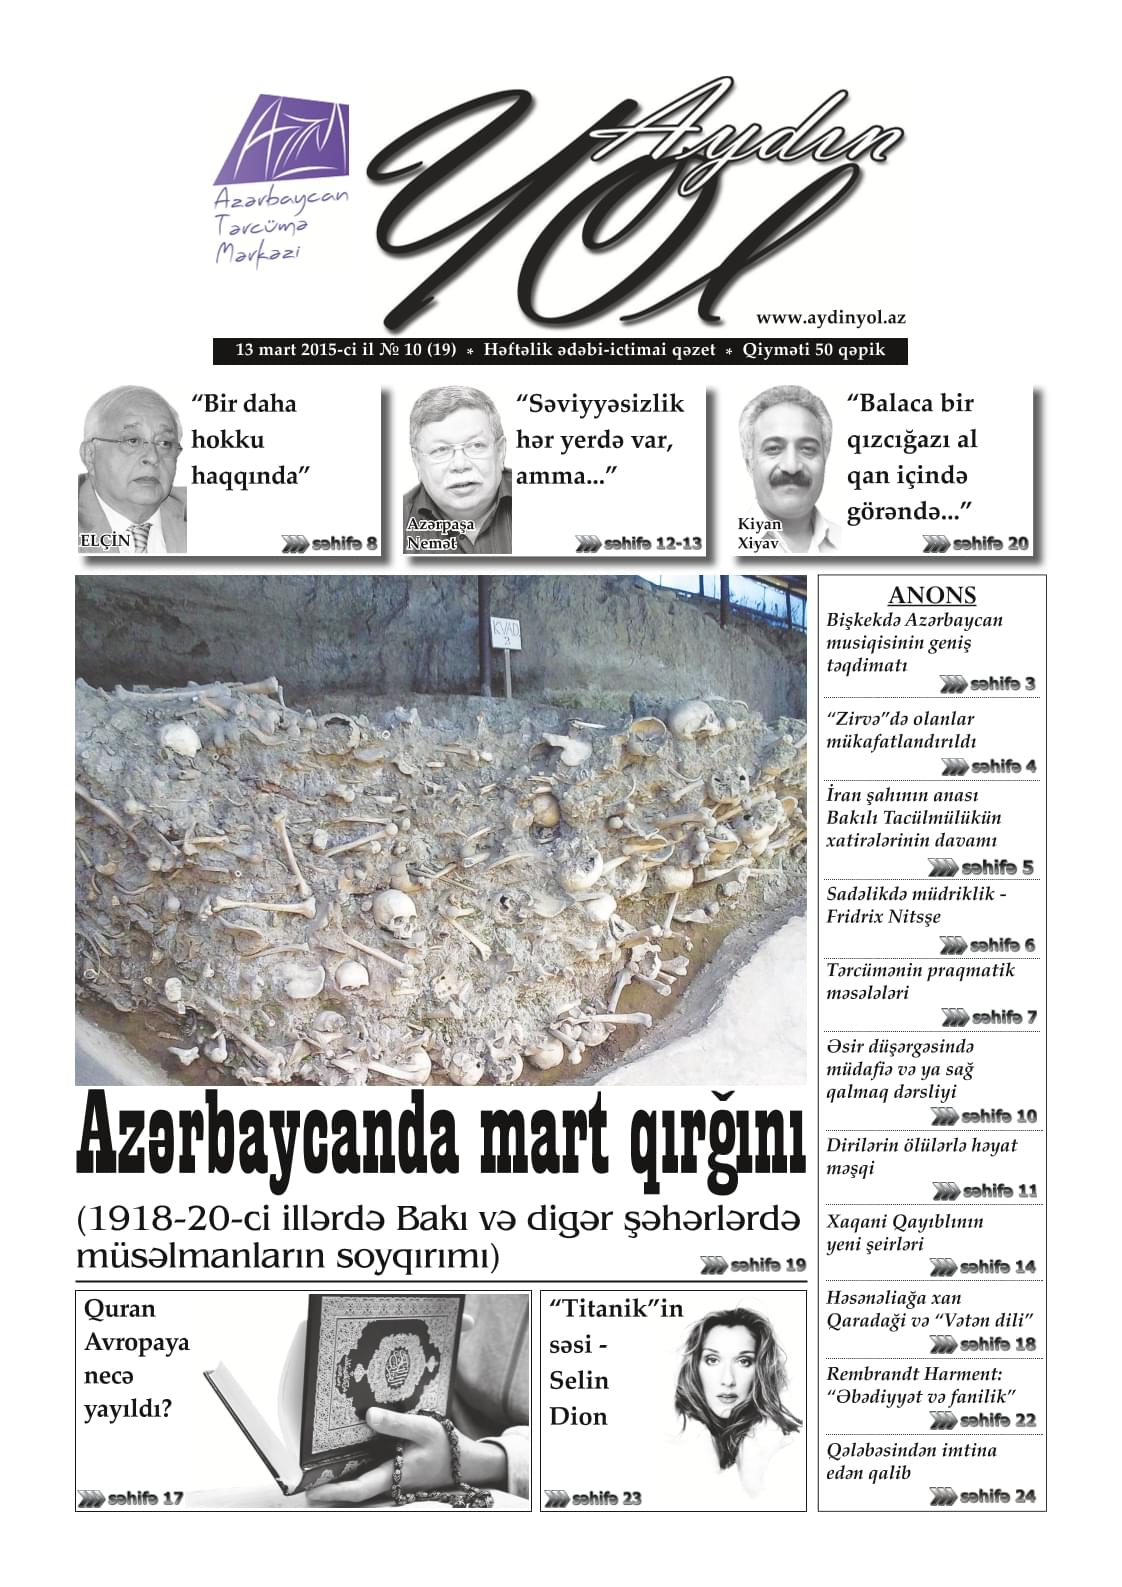 Azərbaycan
Tərcümə
Mərkəzi
Aydın
Yol
www.aydinyol.az
13 mart 2015-ci il № 10 (19) * Həftəlik ədəbi-ictimai qəzet * Qiyməti 50 qəpik
“Bir daha
hokku
haqqında”
ELÇİN
səhifə 8
“Səviyyəsizlik
hər yerdə var,
amma...”
Azərpaşa
Nemət
səhifə 12-13
“Balaca bir
qızcığazı al
qan içində
görəndə...”
Kiyan
Xiyav
səhifə 20
KVAD
2
Azərbaycanda mart qırğını
(1918-20-ci illərdə Bakı və digər şəhərlərdə
müsəlmanların soyqırımı)
səhifə 19
Quran
Avropaya
necə
yayıldı?
səhifə 17
“Titanik”in
səsi -
Selin
Dion
səhifə 23
ANONS
Bişkekdə Azərbaycan
musiqisinin geniş
təqdimatı
səhifə 3
“Zirvə”də olanlar
mükafatlandırıldı
səhifə 4
İran şahının anası
Bakılı Tacülmülükün
xatirələrinin davamı
səhifə 5
Sadəlikdə müdriklik -
Fridrix Nitsşe
səhifə 6
Tərcümənin praqmatik
məsələləri
səhifə 7
Əsir düşərgəsində
müdafiə və ya sağ
qalmaq dərsliyi
səhifə 10
Dirilərin ölülərlə həyat
məşqi
səhifə 11
Xaqani Qayıblının
yeni şeirləri
səhifə 14
Həsənəliağa xan
Qaradaği və “Vətən dili”
səhifə 18
Rembrandt Harment:
“Əbədiyyət və fanilik”
səhifə 22
Qələbəsindən imtina
edən qalib
səhifə 24